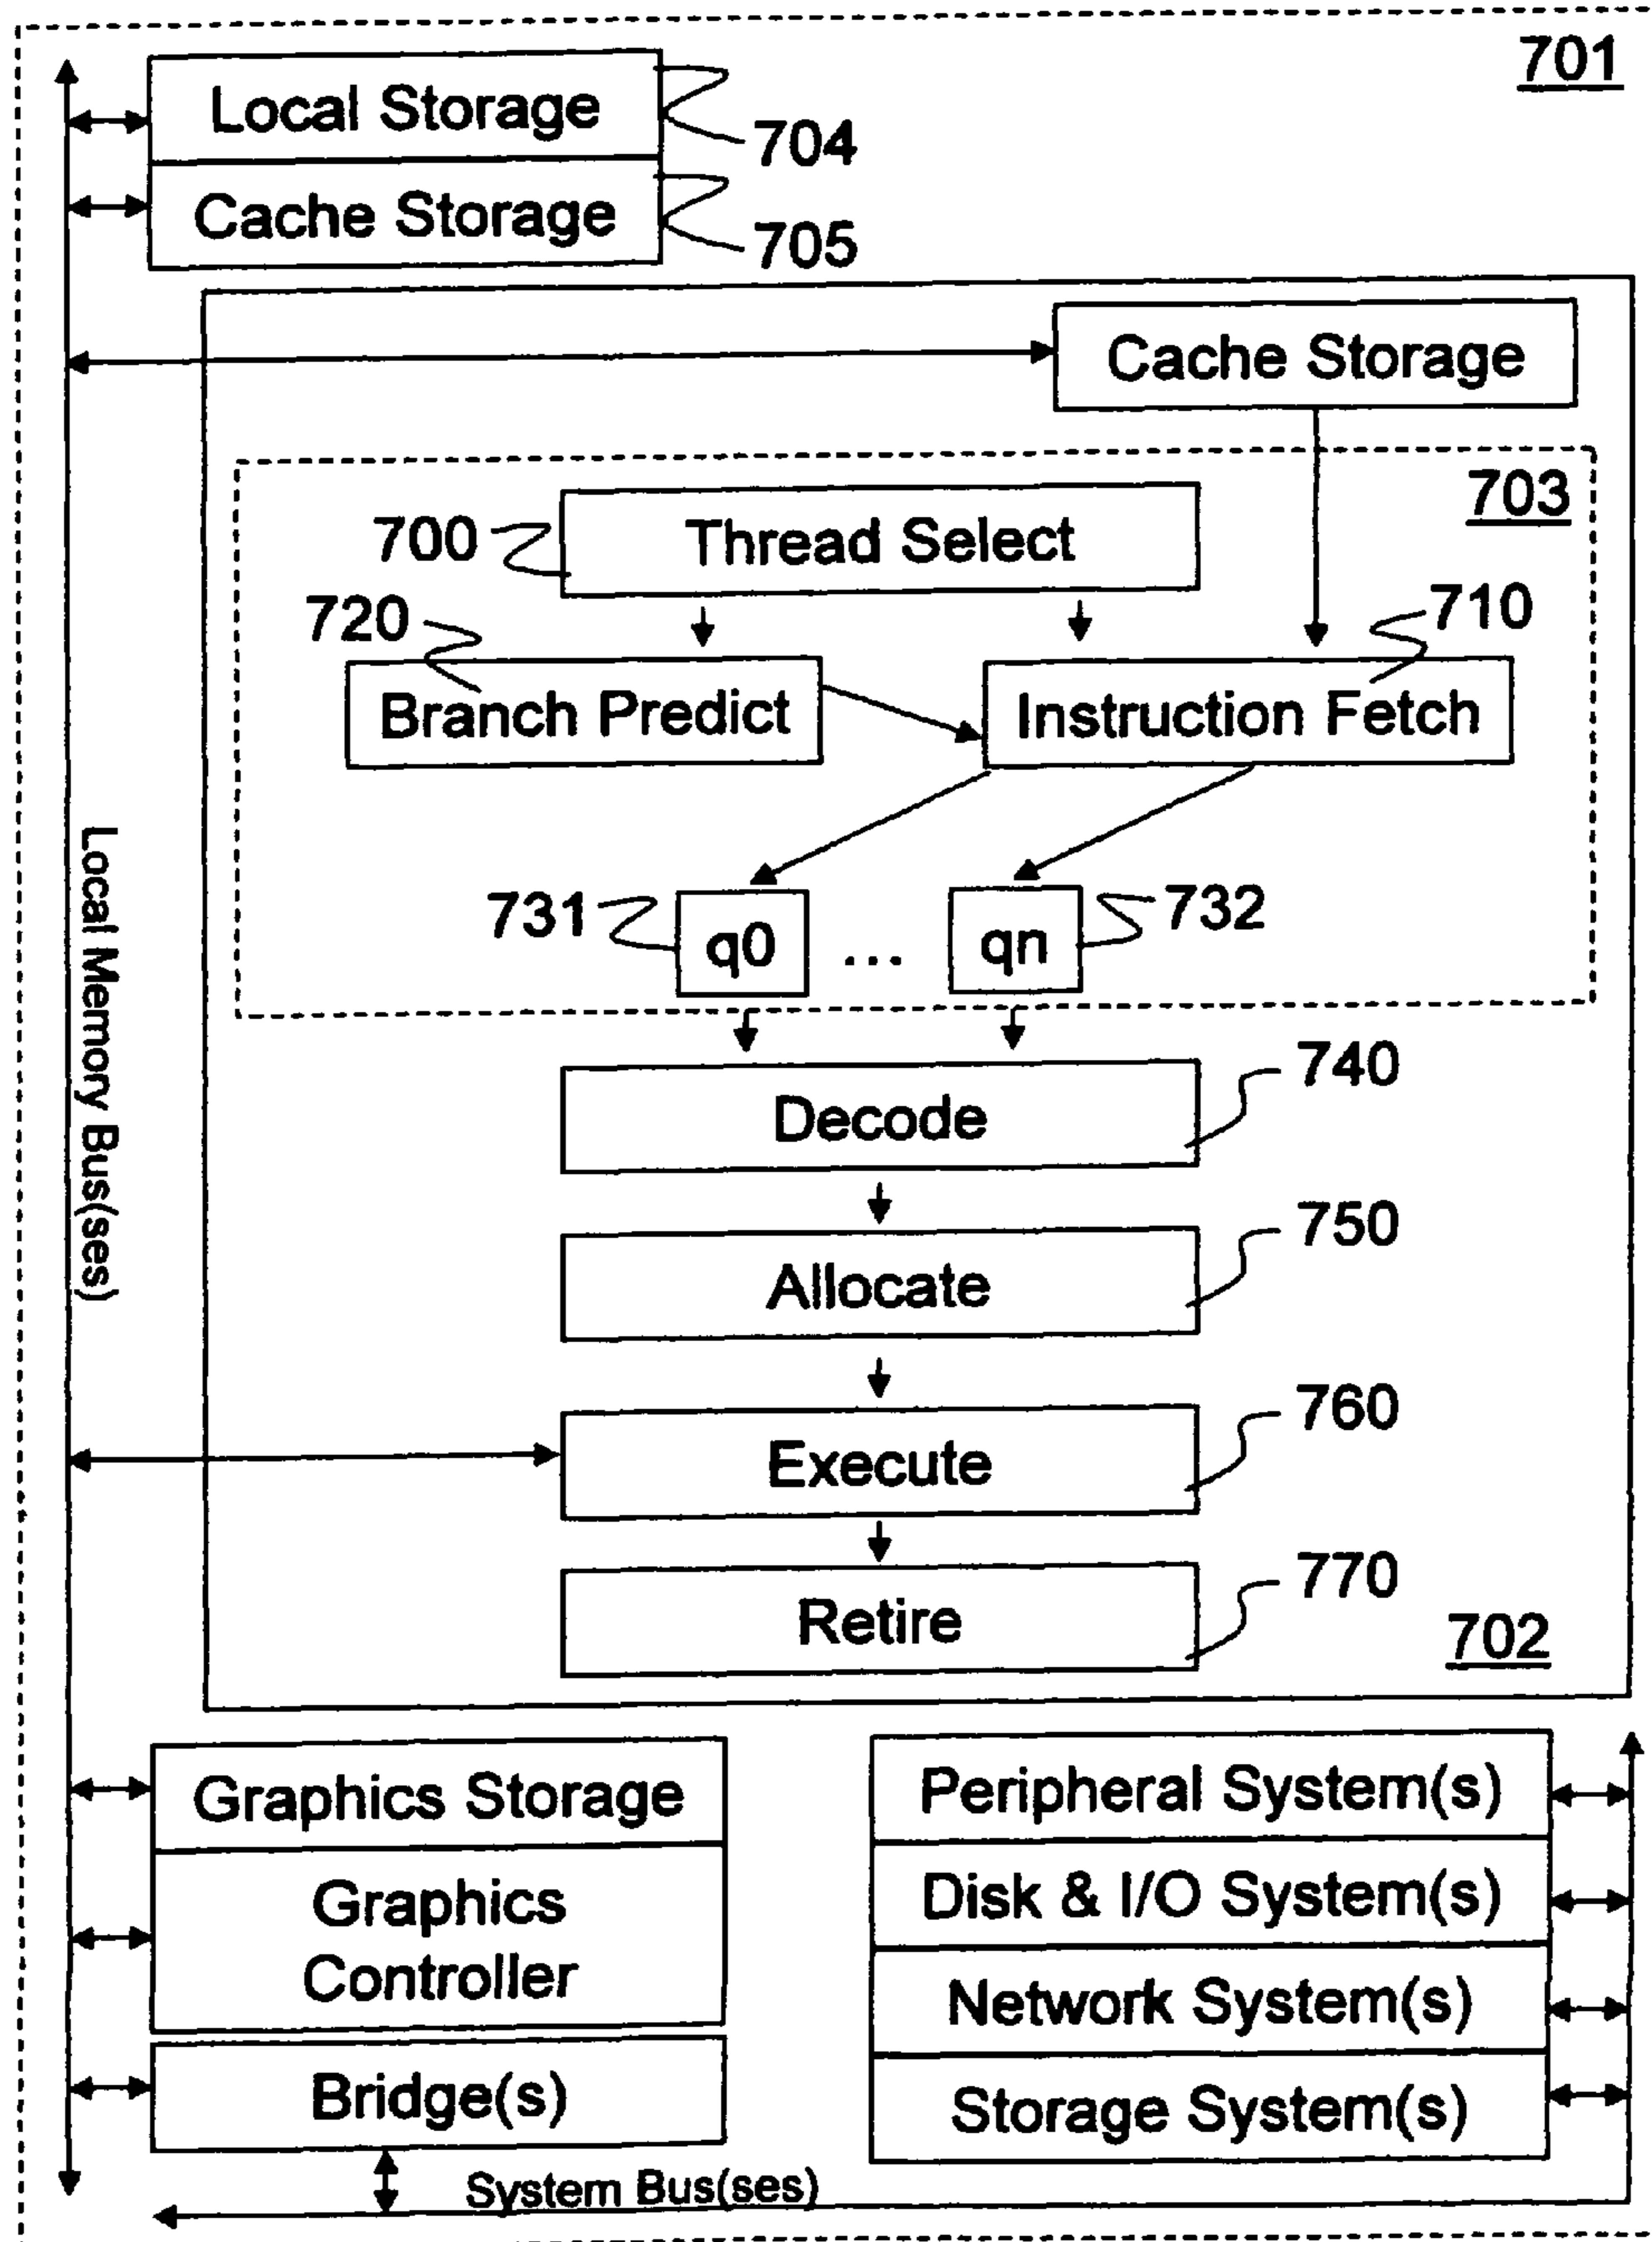 701
Local Storage
704
Cache Storage
705
Cache Storage
703
700
Thread Select
720
710
Branch Predict
Instruction Fetch
731
q0
...
qn
732
Local Memory Bus(ses)
740
Decode
750
Allocate
760
Execute
770
Retire
702
Graphics Storage
Graphics
Controller
Bridge(s)
Peripheral System(s)
Disk & I/O System(s)
Network System(s)
Storage System(s)
System Bus(ses)